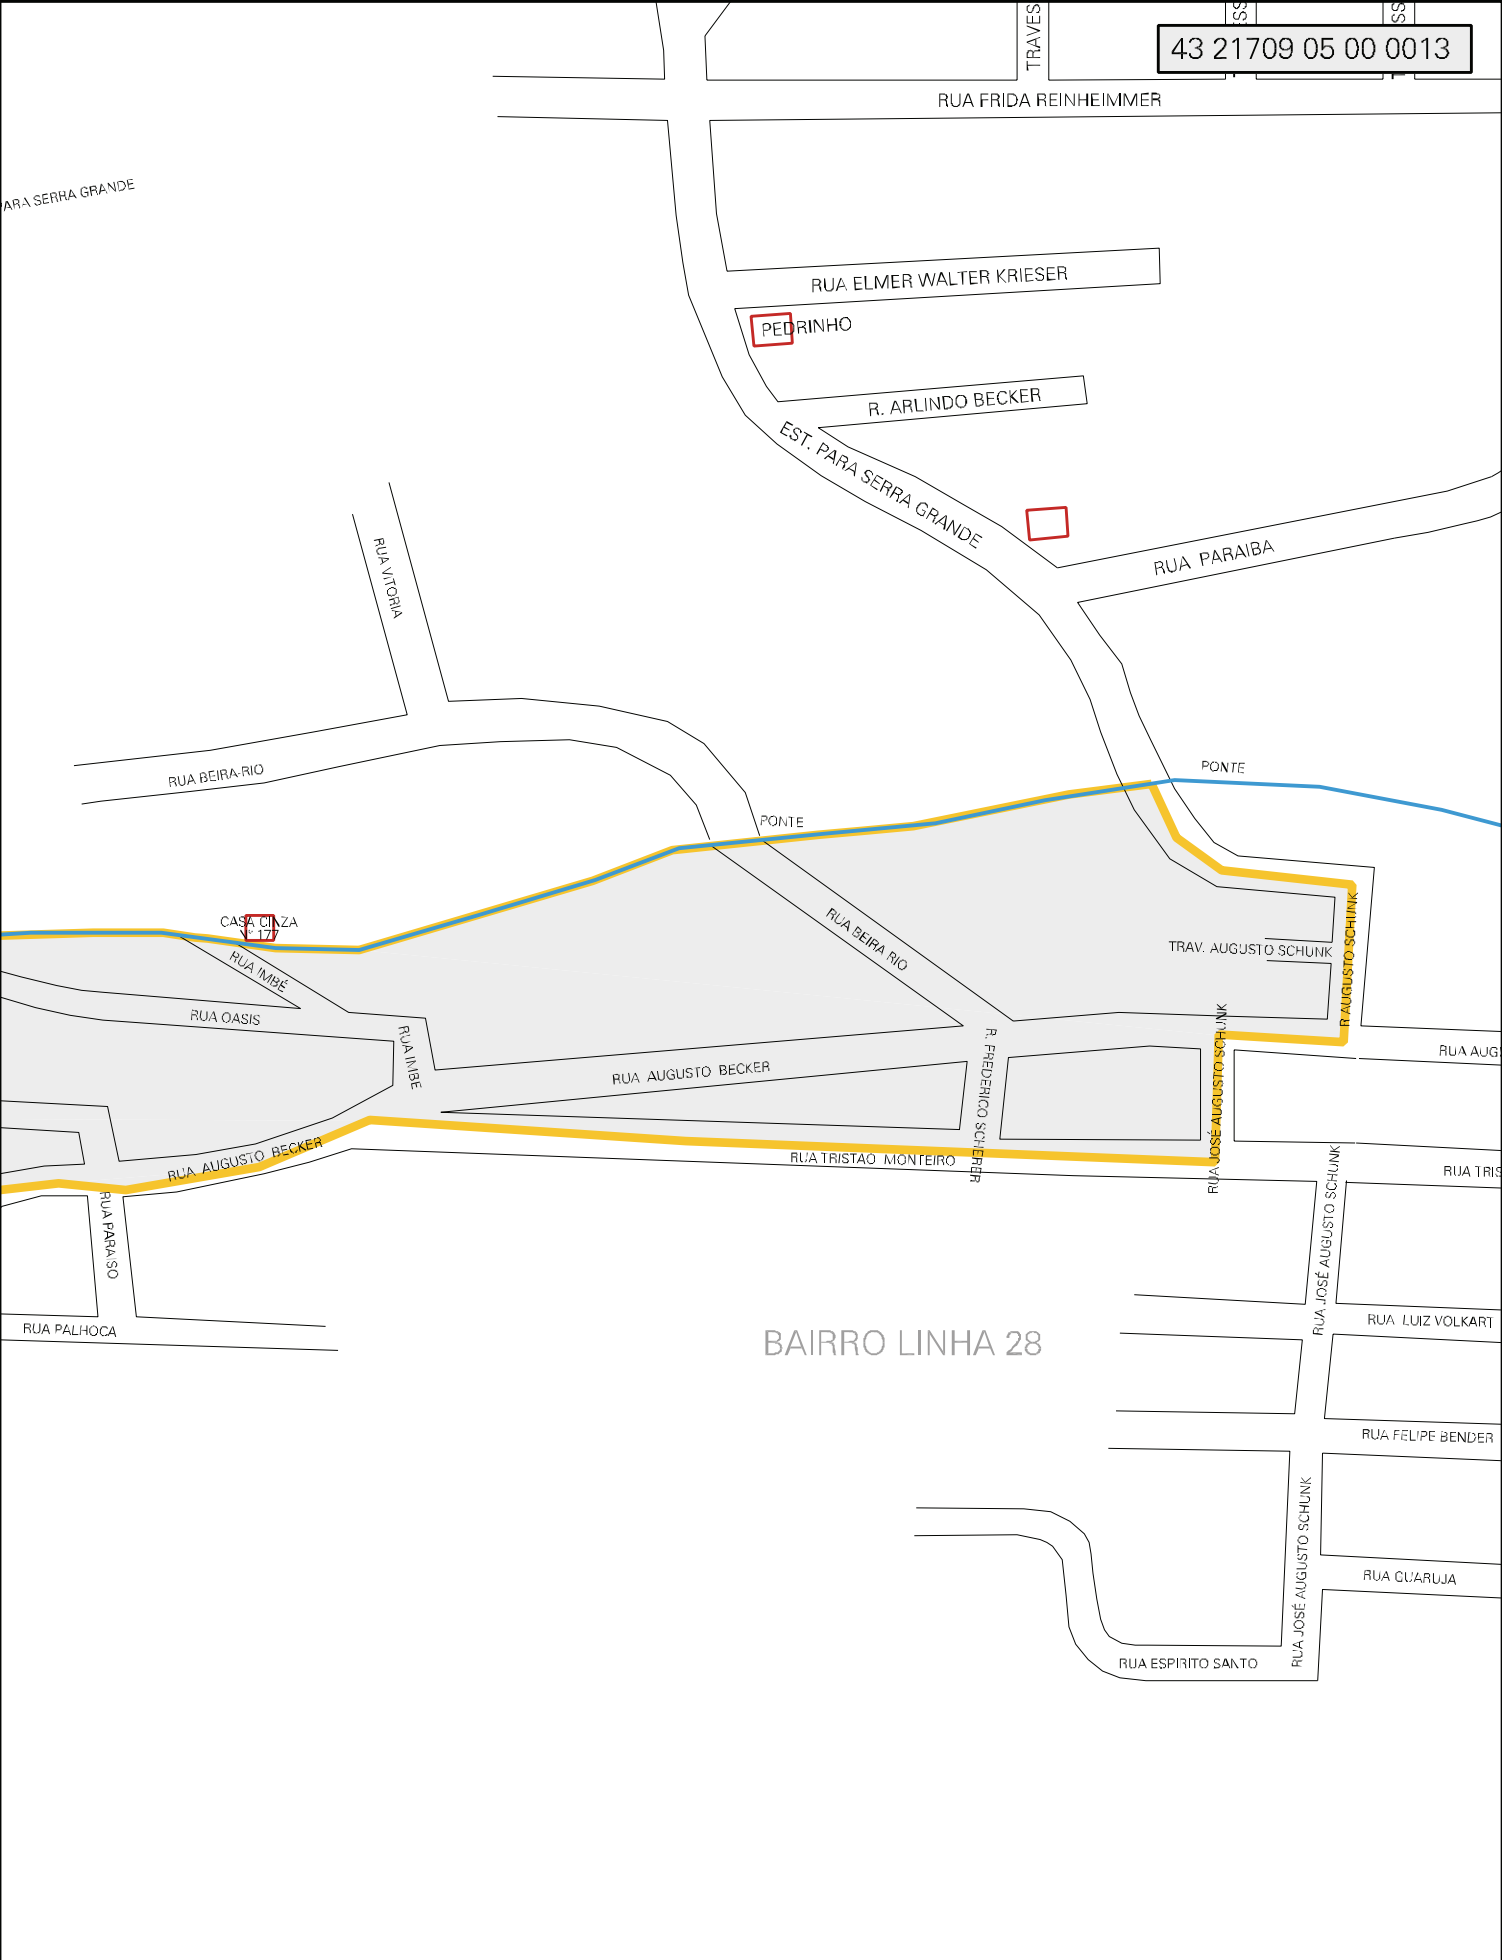 TRAVES
43 21709 05 00 0013
RUA FRIDA REINHEIMMER
ARA SERRA GRANDE
RUA ELMER WALTER KRIESER
PEDRINHO
R. ARLINDO BECKER
EST. PARA SERRA GRANDE
RUA PARAIBA
RUA VITORIA
RUA BEIRA-RIO
PONTE
PONTE
CASA CINZA
N° 177
RUA IMBÉ
RUA BEIRA RIO
TRAV. AUGUSTO SCHUNK
R AUGUSTO SCHUNK
RUA OASIS
RUA IMBE
RUA AUGUSTO BECKER
R. FREDERICO SCHERER
RUA JOSÉ AUGUSTO SCHUNK
RUA AUG
RUA AUGUSTO BECKER
RUA TRISTAO MONTEIRO
RUA TRIS
RUA PARAISO
RUA JOSÉ AUGUSTO SCHUNK
RUA PALHOCA
BAIRRO LINHA 28
RUA LUIZ VOLKART
RUA FELIPE BENDER
RUA JOSÉ AUGUSTO SCHUNK
RUA GUARUJA
RUA ESPIRITO SANTO